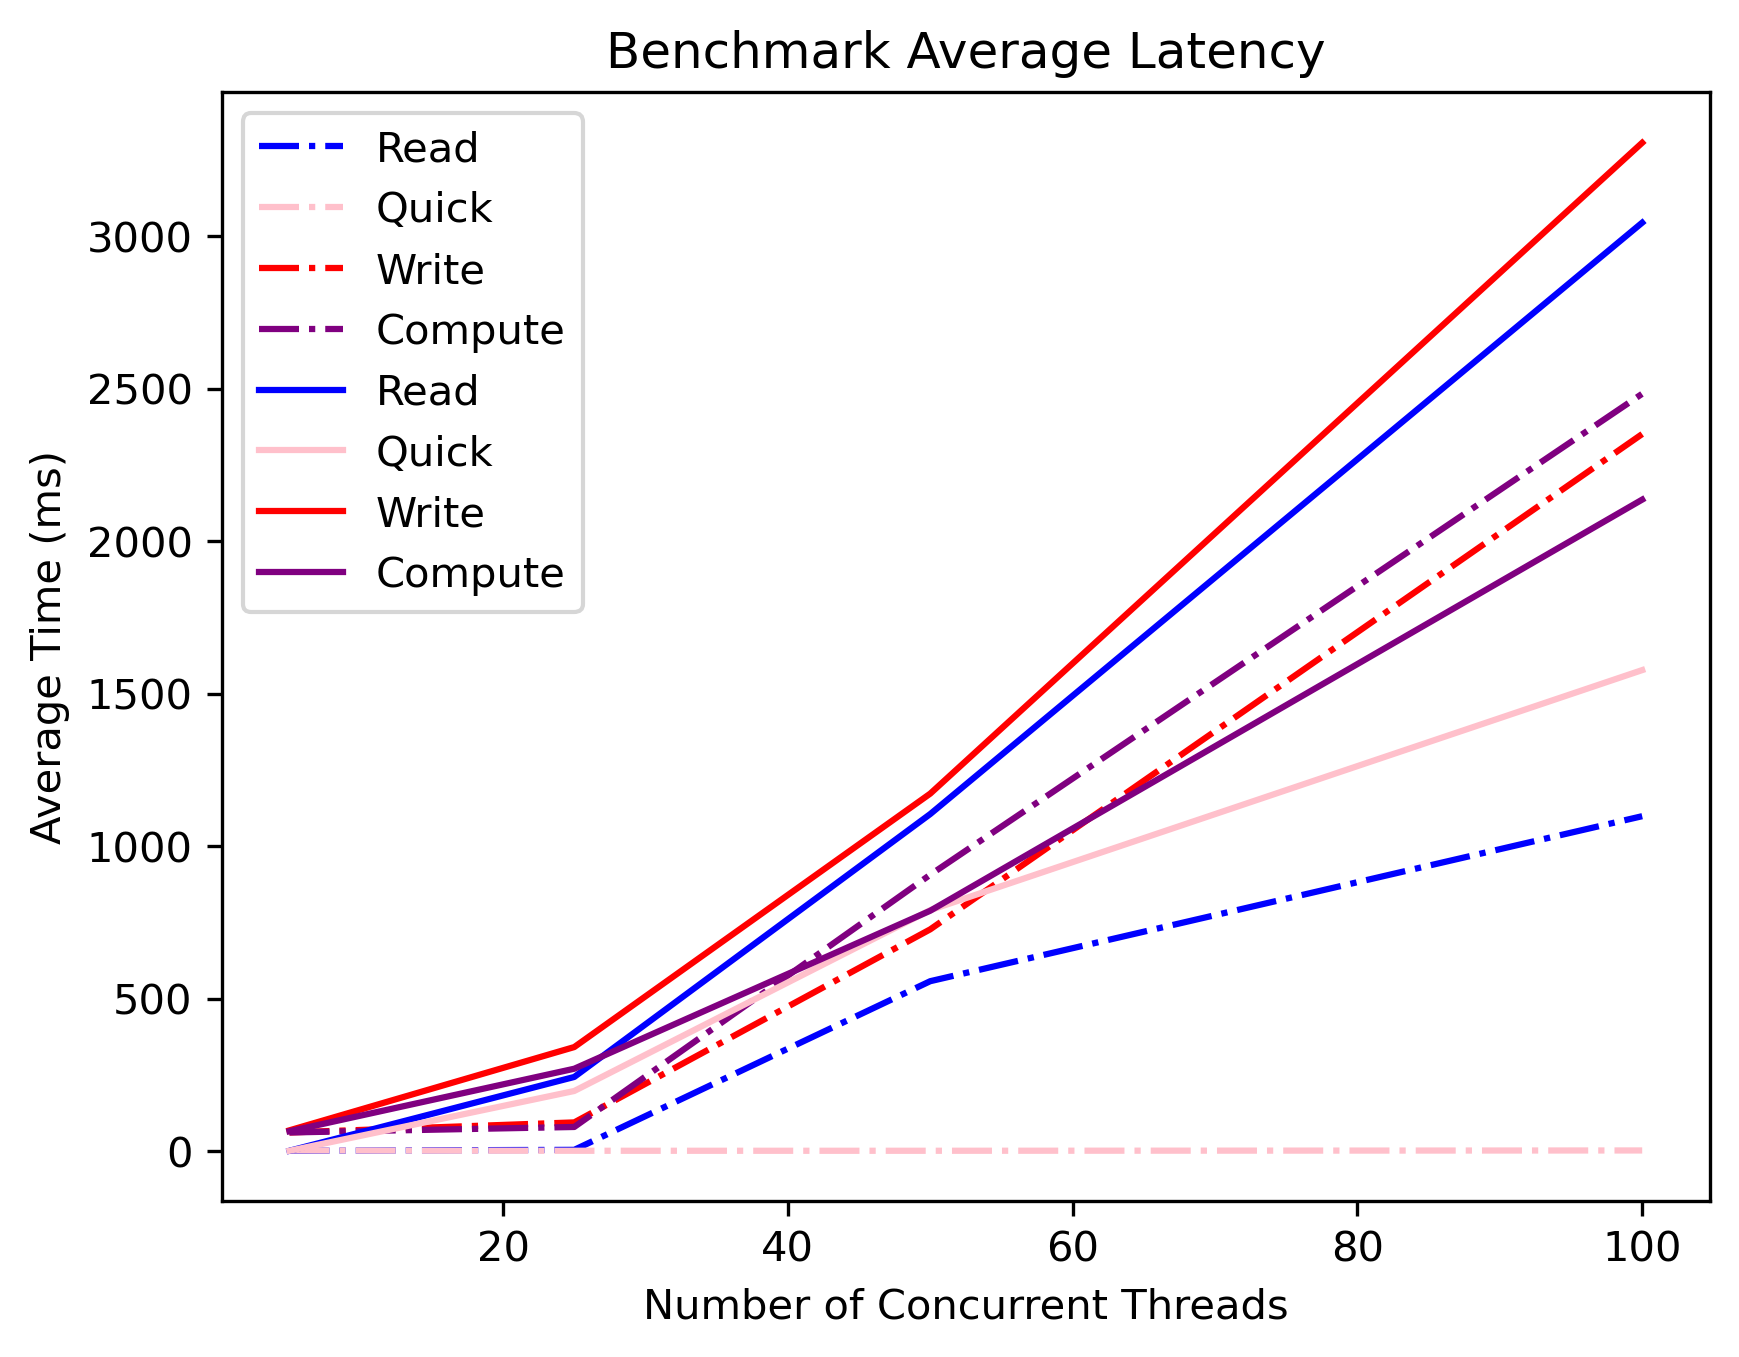 Benchmark Average Latency
Read
Quick
Write
Compute
Read
Quick
Write
Compute
Average Time (ms)
3000
2500
2000
1500
1000
500
0
20 40 60 80 100
Number of Concurrent Threads